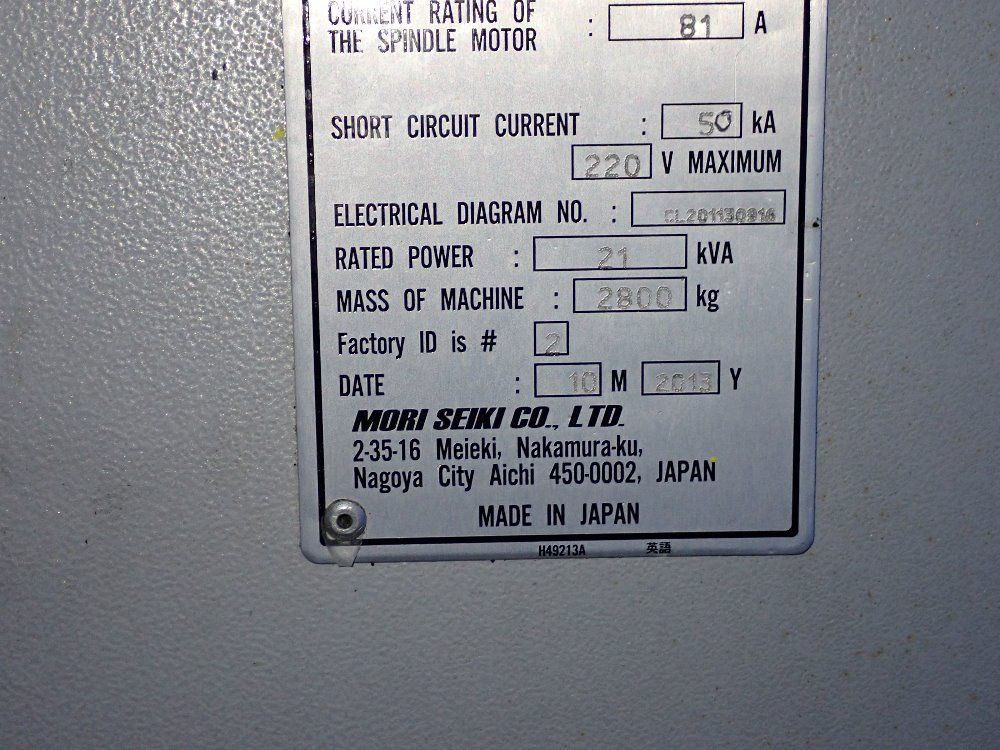 CURRENT RATING OF
THE SPINDLE MOTOR : 81 A
SHORT CIRCUIT CURRENT : 50 kA
220 V MAXIMUM
ELECTRICAL DIAGRAM NO. :
RATED POWER : 21 kVA
MASS OF MACHINE : 2800 kg
Factory ID is # 2
DATE : 10 M 2013 Y
MORI SEIKI CO., LTD.
2-35-16 Meieki, Nakamura-ku,
Nagoya City Aichi 450-0002, JAPAN
MADE IN JAPAN
H49213A 英語